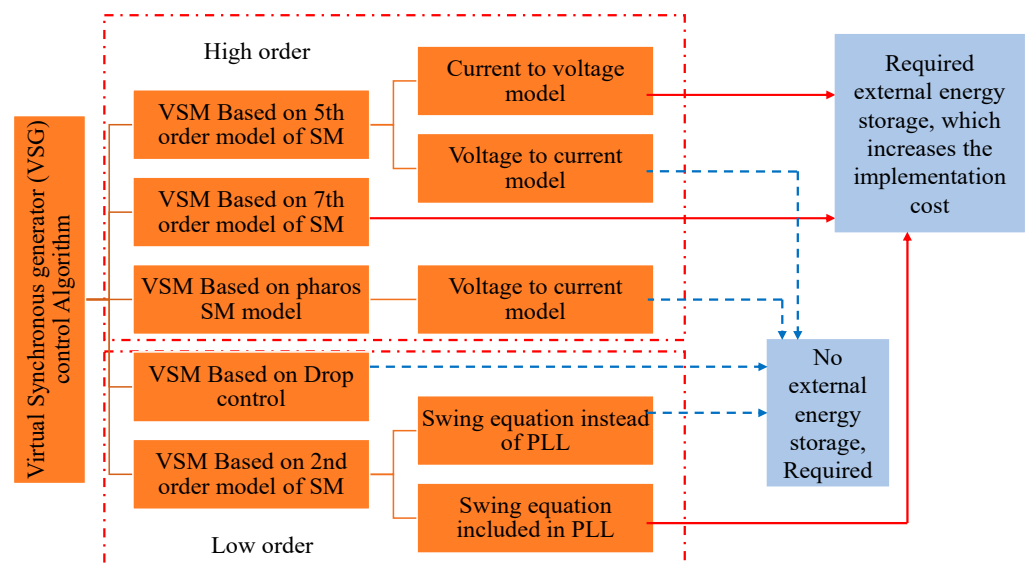 Virtual Synchronous generator (VSG)
control Algorithm
High order
VSM Based on 5th
order model of SM
Current to voltage
model
Voltage to current
model
VSM Based on 7th
order model of SM
VSM Based on pharos
SM model
Voltage to current
model
VSM Based on Drop
control
VSM Based on 2nd
order model of SM
Swing equation instead
of PLL
Swing equation
included in PLL
Low order
Required
external energy
storage, which
increases the
implementation
cost
No
external
energy
storage,
Required